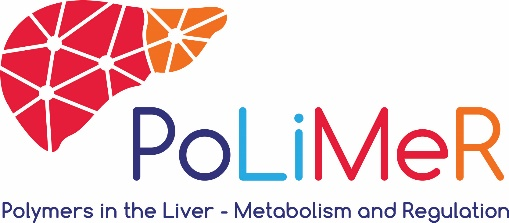 PoLiMeR
Polymers in the Liver - Metabolism and Regulation